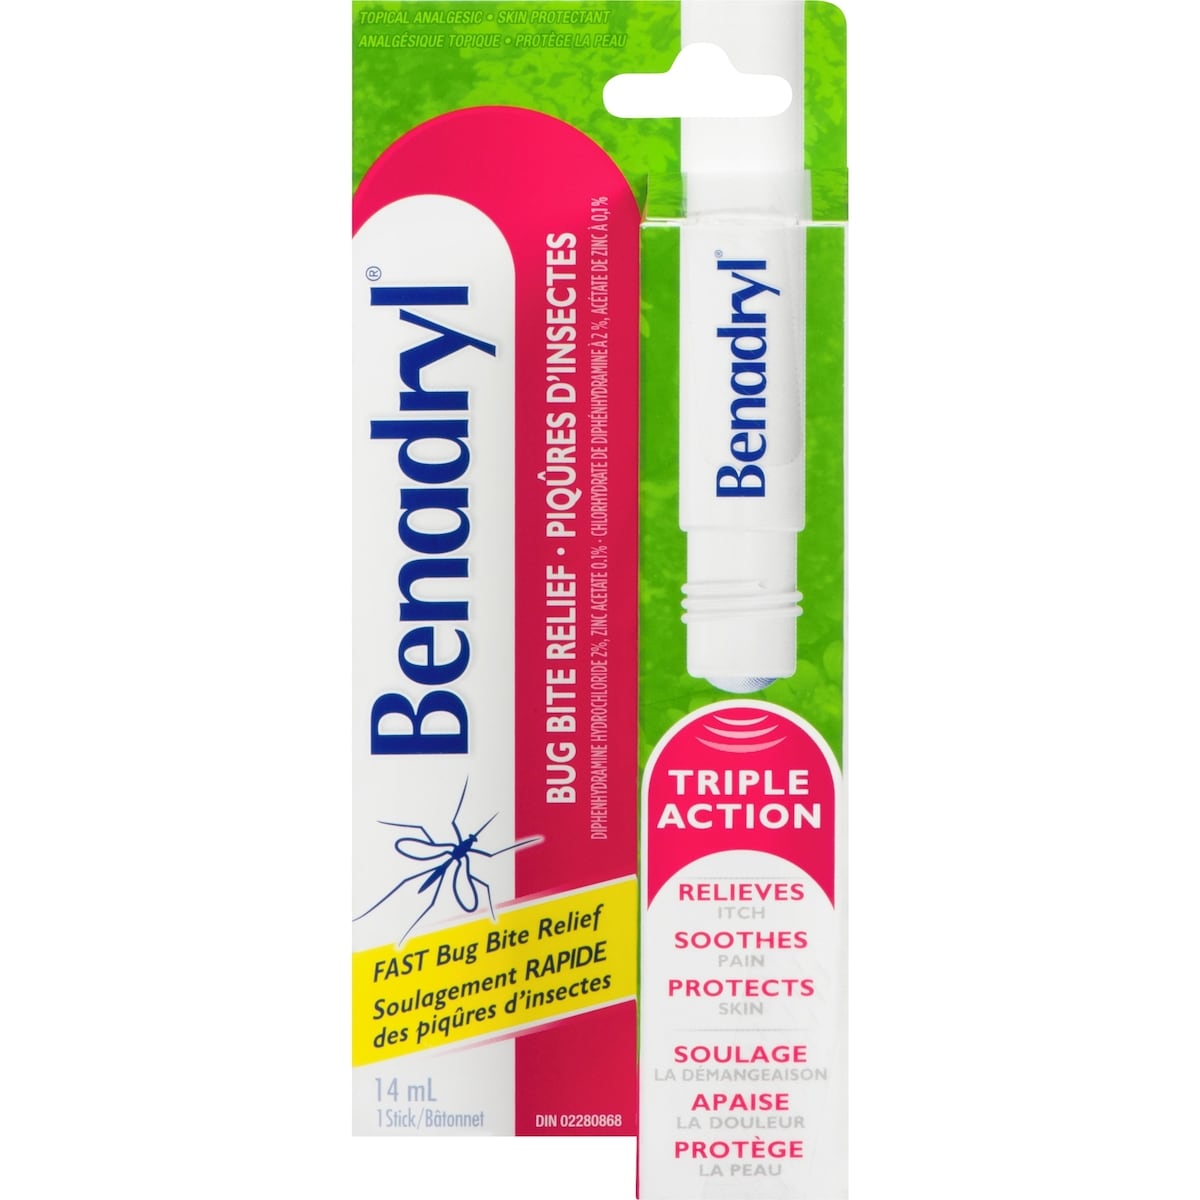 TOPICAL ANALGESIC • SKIN PROTECTANT
ANALGÉSIQUE TOPIQUE • PROTÈGE LA PEAU
Benadryl®
BUG BITE RELIEF • PIQÛRES D'INSECTES
DIPHENHYDRAMINE HYDROCHLORIDE 2%, ZINC ACETATE 0.1% · CHLORHYDRATE DE DIPHÉNHYDRAMINE À 2 %, ACÉTATE DE ZINC À 0,1%
FAST Bug Bite Relief
Soulagement RAPIDE
des piqûres d'insectes
14 mL
1 Stick/Bâtonnet
DIN 02280868
Benadryl®
TRIPLE
ACTION
RELIEVES
ITCH
SOOTHES
PAIN
PROTECTS
SKIN
SOULAGE
LA DÉMANGEAISON
APAISE
LA DOULEUR
PROTÈGE
LA PEAU